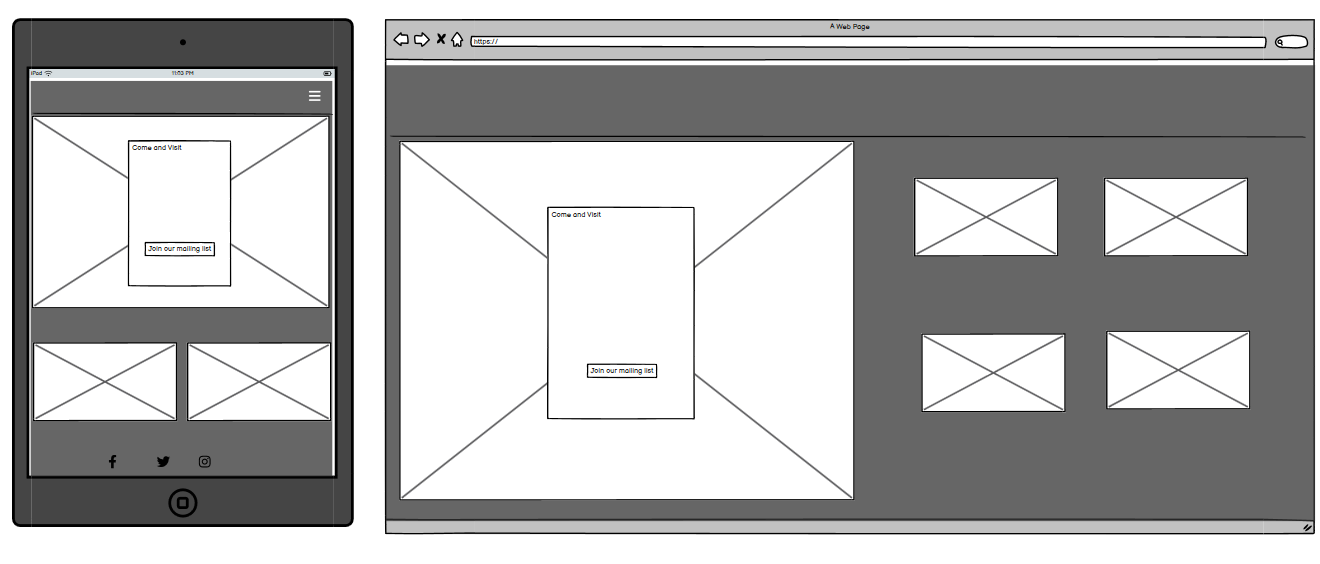 iPad
11:03 PM
Come and Visit
Join our mailing list
A Web Page
https://
Come and Visit
Join our mailing list